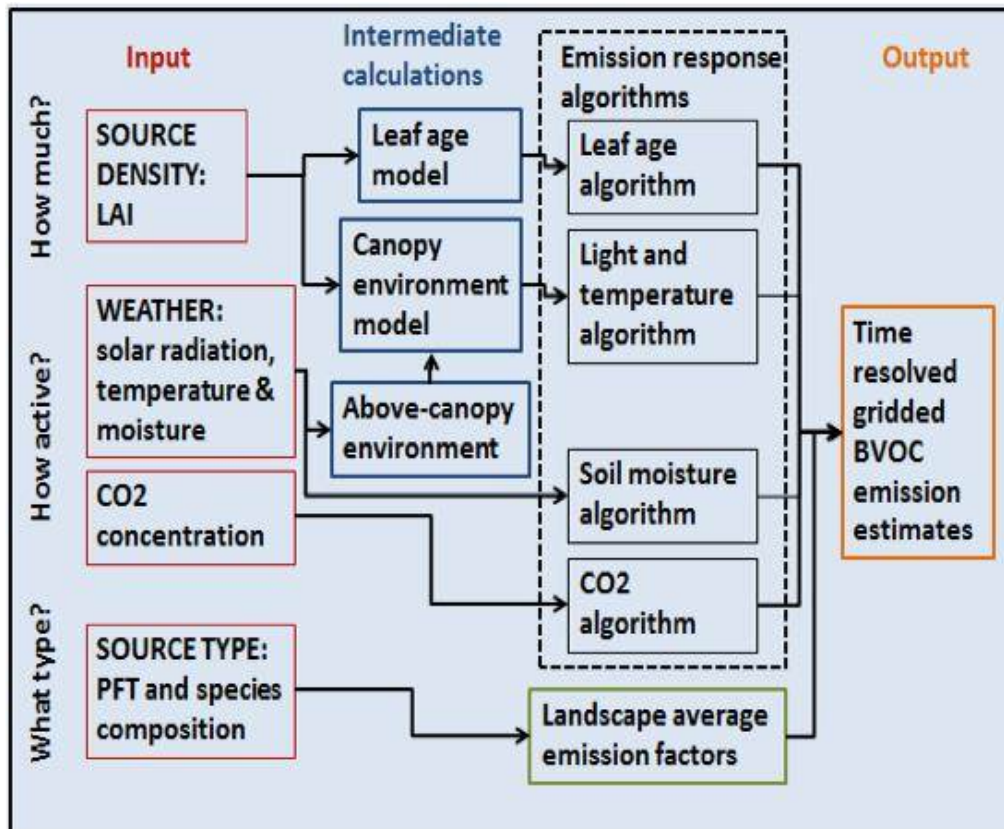 Input
Intermediate
calculations
Emission response
algorithms
Output
How much?
SOURCE
DENSITY:
LAI
Leaf age
model
Leaf age
algorithm
Canopy
environment
model
Light and
temperature
algorithm
How active?
WEATHER:
solar radiation,
temperature &
moisture
Above-canopy
environment
Soil moisture
algorithm
CO2
concentration
CO2
algorithm
Time
resolved
gridded
BVOC
emission
estimates
What type?
SOURCE TYPE:
PFT and species
composition
Landscape average
emission factors